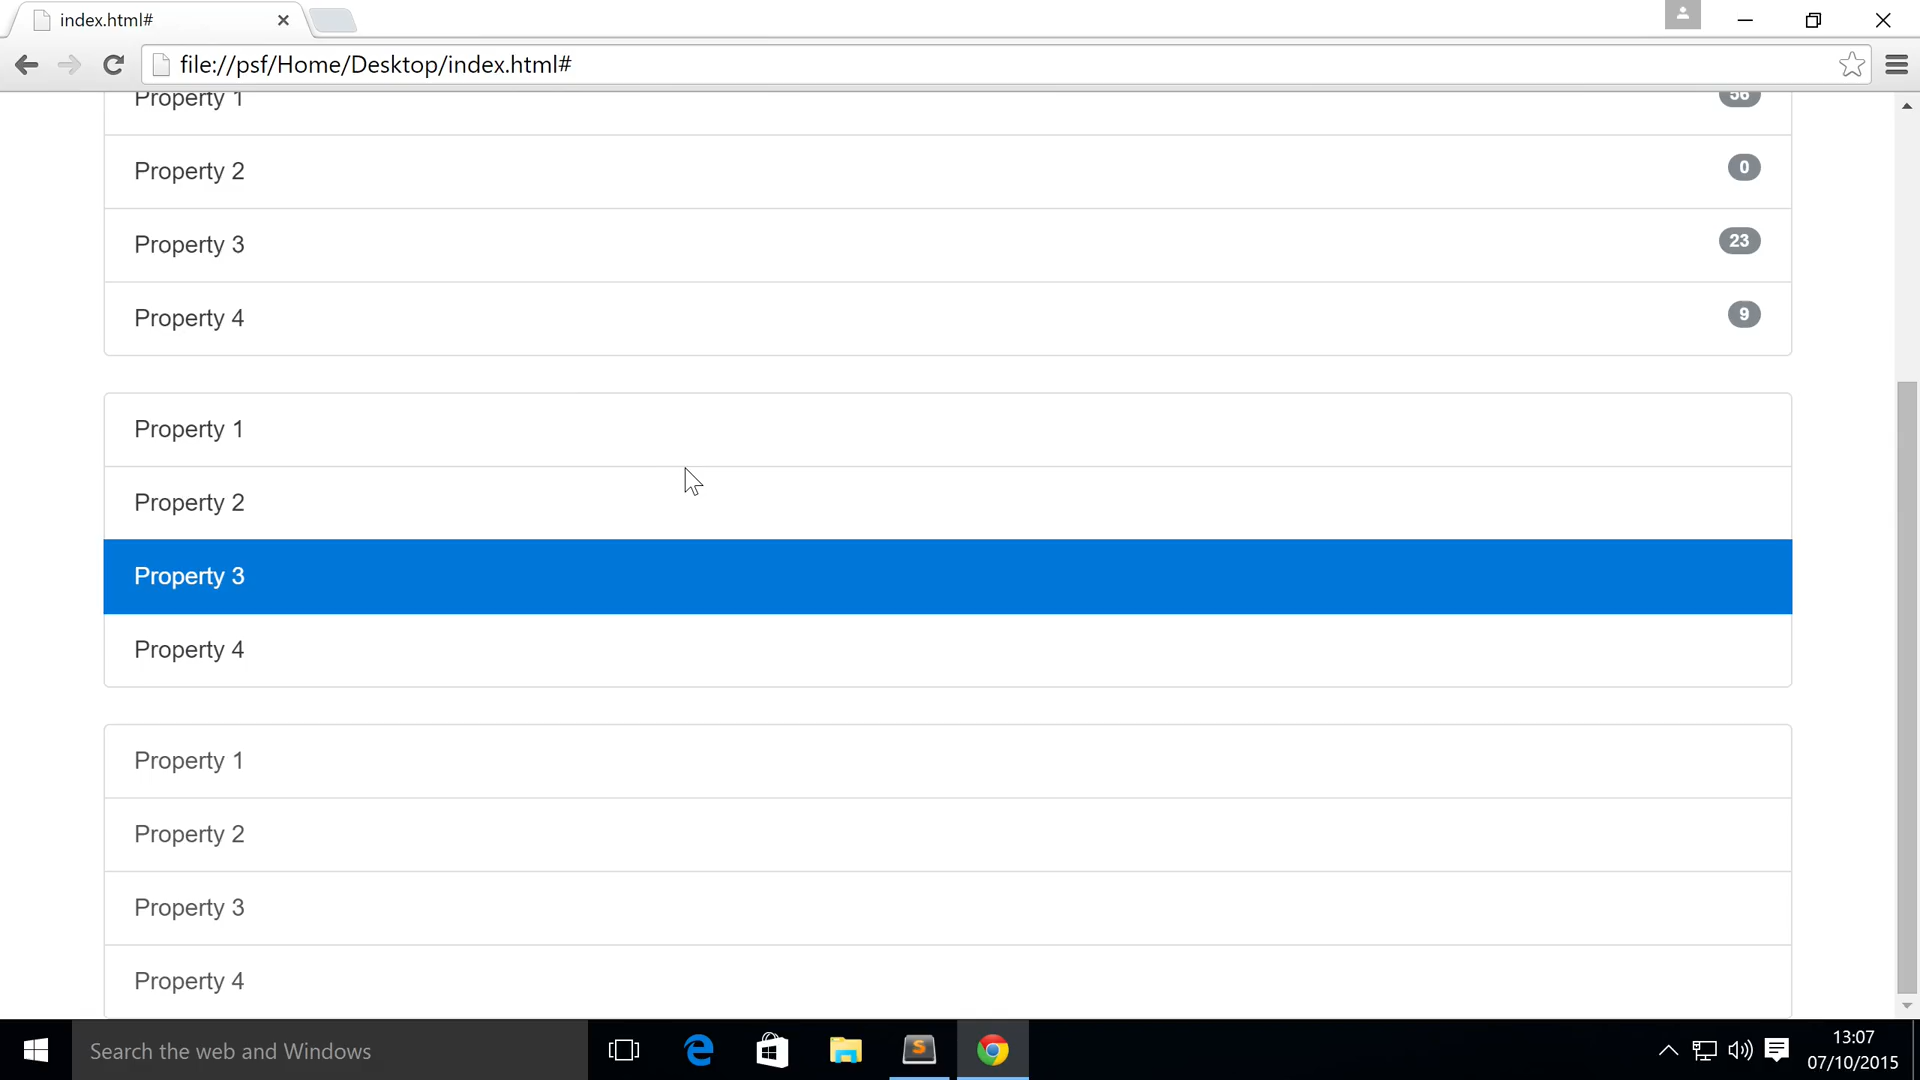 index.html#
file://psf/Home/Desktop/index.html#
Property 1 56
Property 2 0
Property 3 23
Property 4 9
Property 1
Property 2
Property 3
Property 4
Property 1
Property 2
Property 3
Property 4
Search the web and Windows
S
13:07
07/10/2015